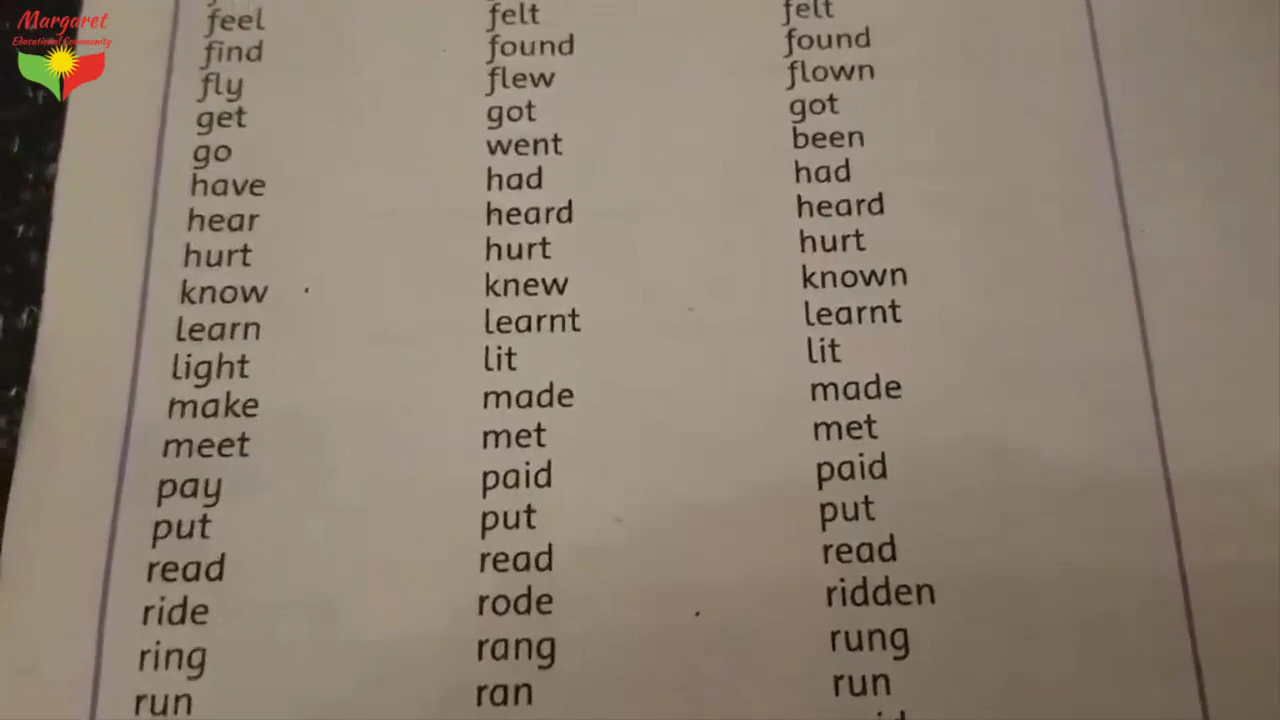 Margaret
Educational Community
feel felt felt
find found found
fly flew flown
get got got
go went been
have had had
hear heard heard
hurt hurt hurt
know knew known
learn learnt learnt
light lit lit
make made made
meet met met
pay paid paid
put put put
read read read
ride rode ridden
ring rang rung
run ran run